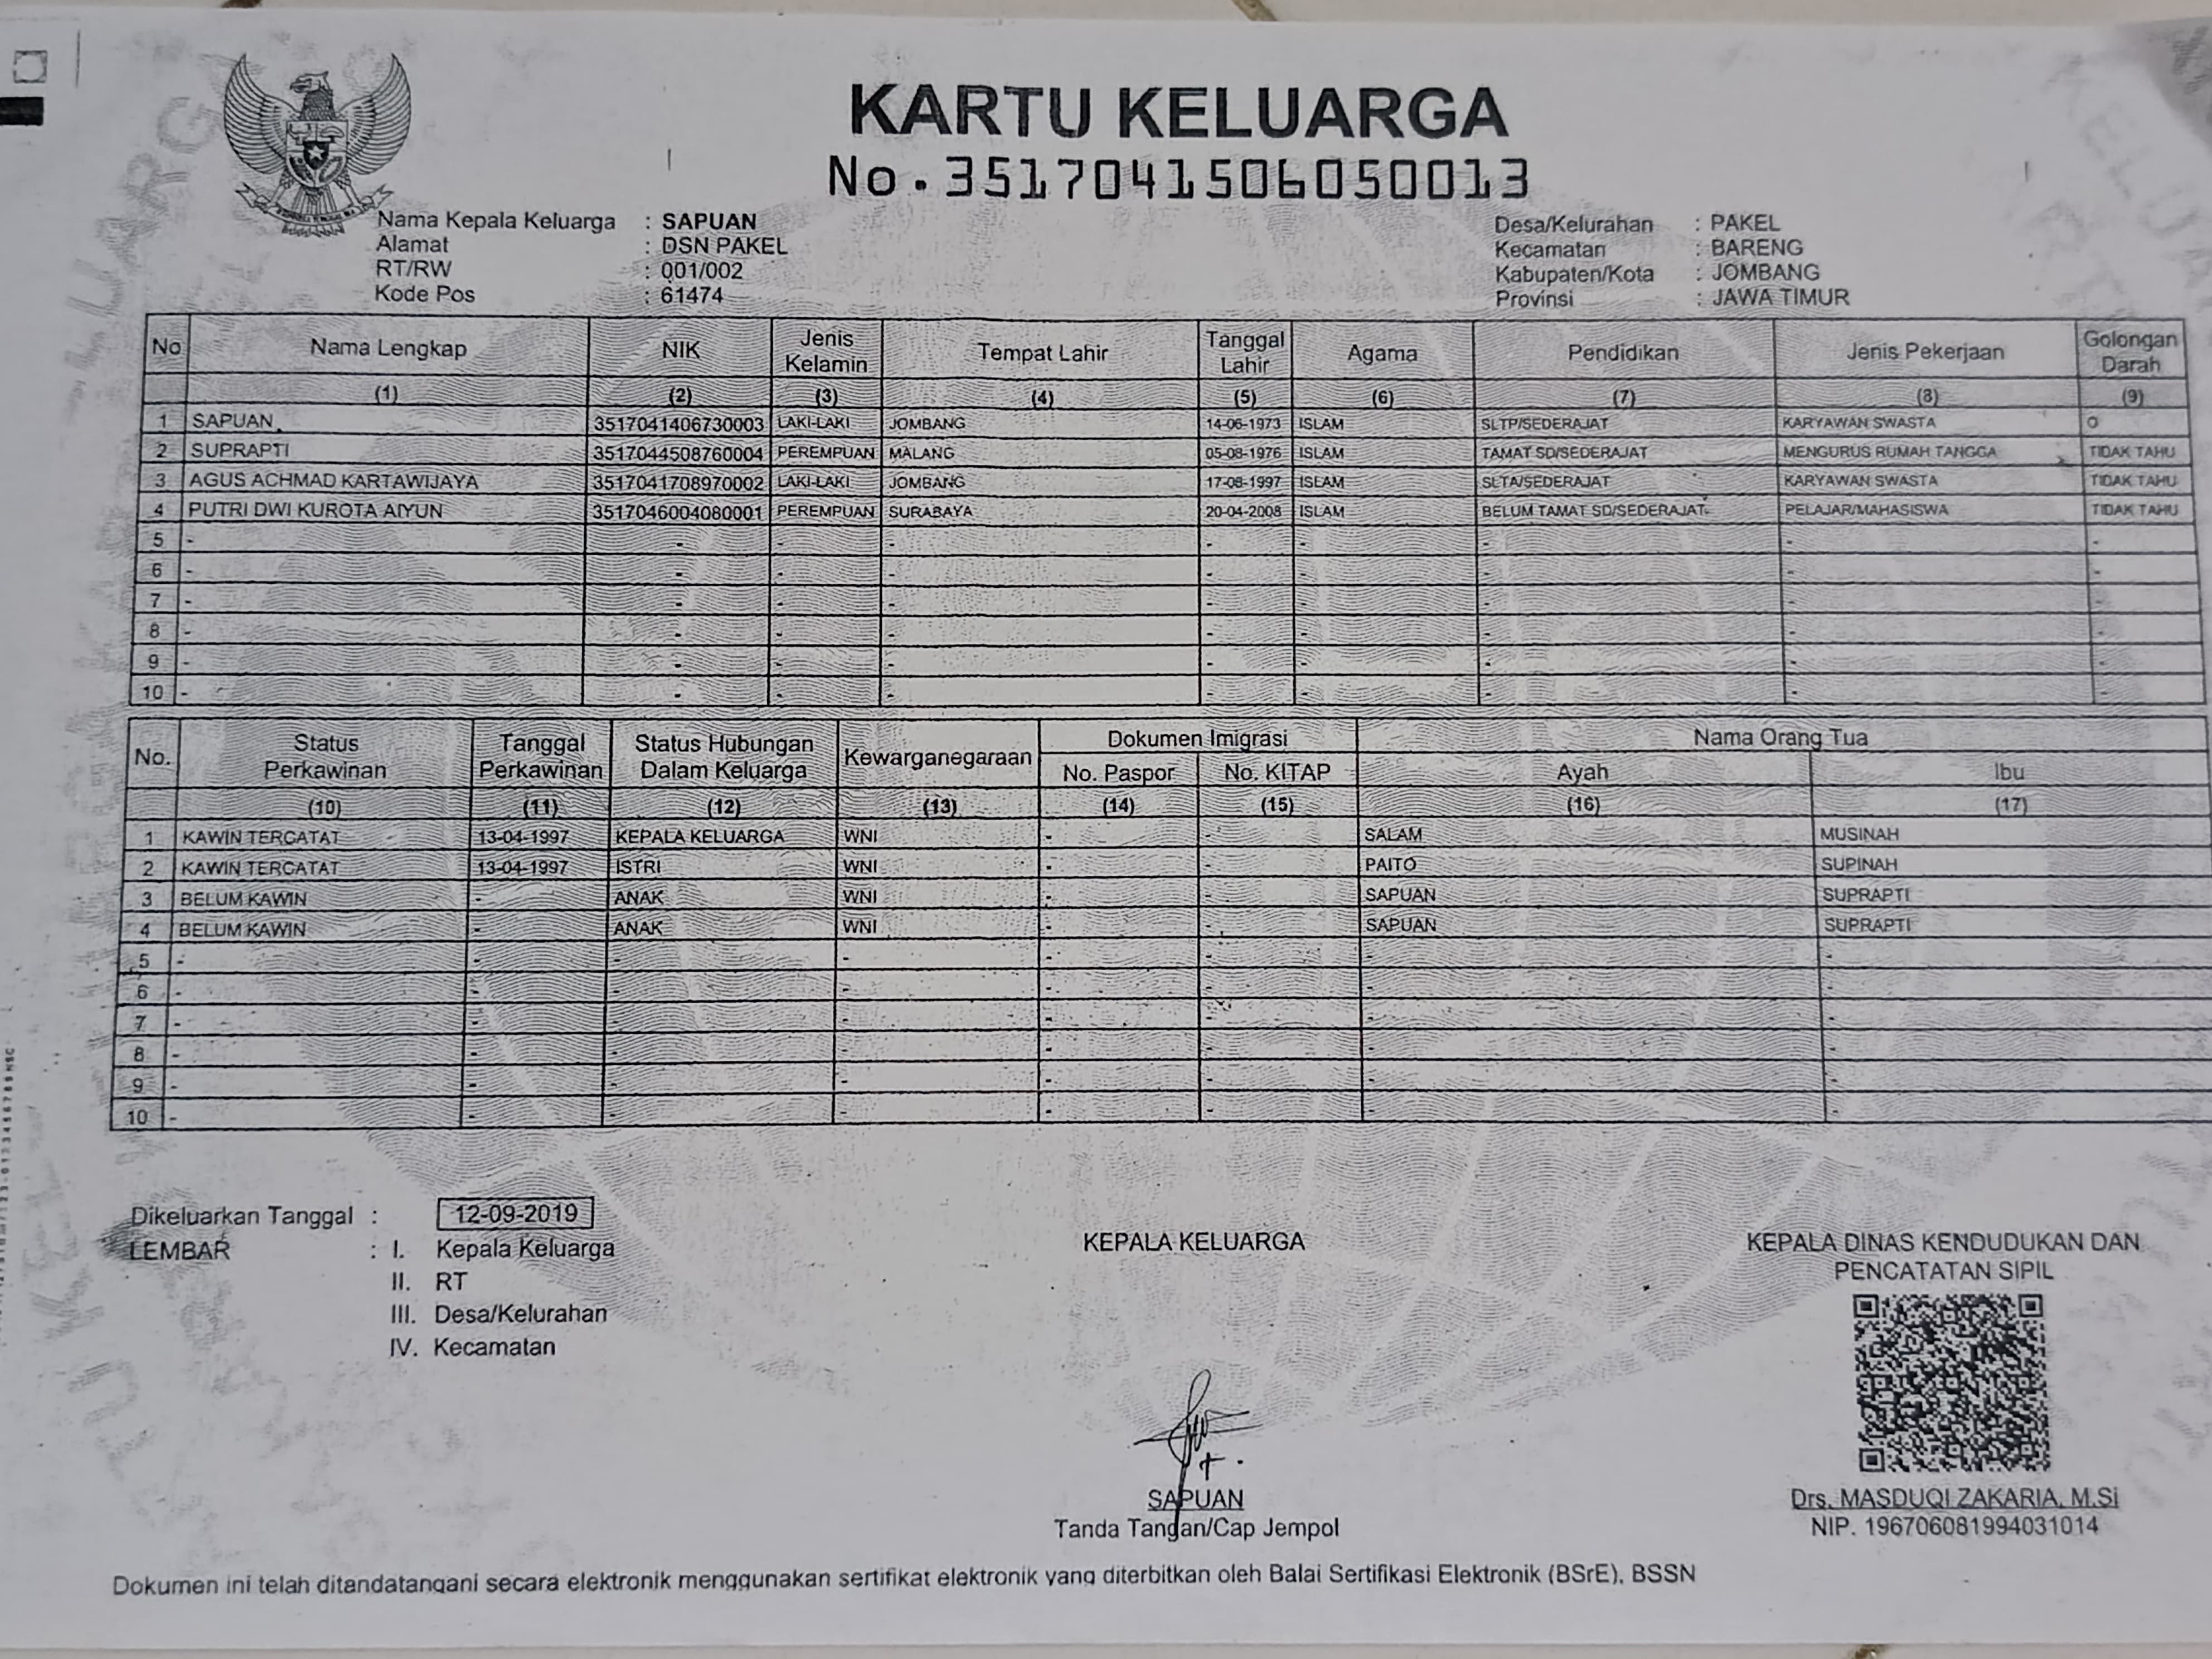 KARTU KELUARGA
No. 3517041506050013
Nama Kepala Keluarga : SAPUAN
Alamat : DSN PAKEL
RT/RW : 001/002
Kode Pos : 61474
Desa/Kelurahan : PAKEL
Kecamatan : BARENG
Kabupaten/Kota : JOMBANG
Provinsi : JAWA TIMUR
No Nama Lengkap NIK Jenis Kelamin Tempat Lahir Tanggal Lahir Agama Pendidikan Jenis Pekerjaan Golongan Darah
(1) (2) (3) (4) (5) (6) (7) (8) (9)
1 SAPUAN 3517041406730003 LAKI-LAKI JOMBANG 14-06-1973 ISLAM SLTP/SEDERAJAT KARYAWAN SWASTA O
2 SUPRAPTI 3517044508760004 PEREMPUAN MALANG 05-08-1976 ISLAM TAMAT SD/SEDERAJAT MENGURUS RUMAH TANGGA TIDAK TAHU
3 AGUS ACHMAD KARTAWIJAYA 3517041708970002 LAKI-LAKI JOMBANG 17-08-1997 ISLAM SLTA/SEDERAJAT KARYAWAN SWASTA TIDAK TAHU
4 PUTRI DWI KUROTA AIYUN 3517046004080001 PEREMPUAN SURABAYA 20-04-2008 ISLAM BELUM TAMAT SD/SEDERAJAT PELAJAR/MAHASISWA TIDAK TAHU
5 - - - - - - - - -
6 - - - - - - - - -
7 - - - - - - - - -
8 - - - - - - - - -
9 - - - - - - - - -
10 - - - - - - - - -
No. Status Perkawinan Tanggal Perkawinan Status Hubungan Dalam Keluarga Kewarganegaraan Dokumen Imigrasi Nama Orang Tua
No. Paspor No. KITAP Ayah Ibu
(10) (11) (12) (13) (14) (15) (16) (17)
1 KAWIN TERCATAT 13-04-1997 KEPALA KELUARGA WNI - - SALAM MUSINAH
2 KAWIN TERCATAT 13-04-1997 ISTRI WNI - - PAITO SUPINAH
3 BELUM KAWIN - ANAK WNI - - SAPUAN SUPRAPTI
4 BELUM KAWIN - ANAK WNI - - SAPUAN SUPRAPTI
5 - - - - - - - -
6 - - - - - - - -
7 - - - - - - - -
8 - - - - - - - -
9 - - - - - - - -
10 - - - - - - - -
Dikeluarkan Tanggal : 12-09-2019
LEMBAR : I. Kepala Keluarga
II. RT
III. Desa/Kelurahan
IV. Kecamatan
KEPALA KELUARGA
SAPUAN
Tanda Tangan/Cap Jempol
KEPALA DINAS KENDUDUKAN DAN
PENCATATAN SIPIL
Drs. MASDUQI ZAKARIA, M.Si
NIP. 196706081994031014
Dokumen ini telah ditandatangani secara elektronik menggunakan sertifikat elektronik yang diterbitkan oleh Balai Sertifikasi Elektronik (BSrE), BSSN